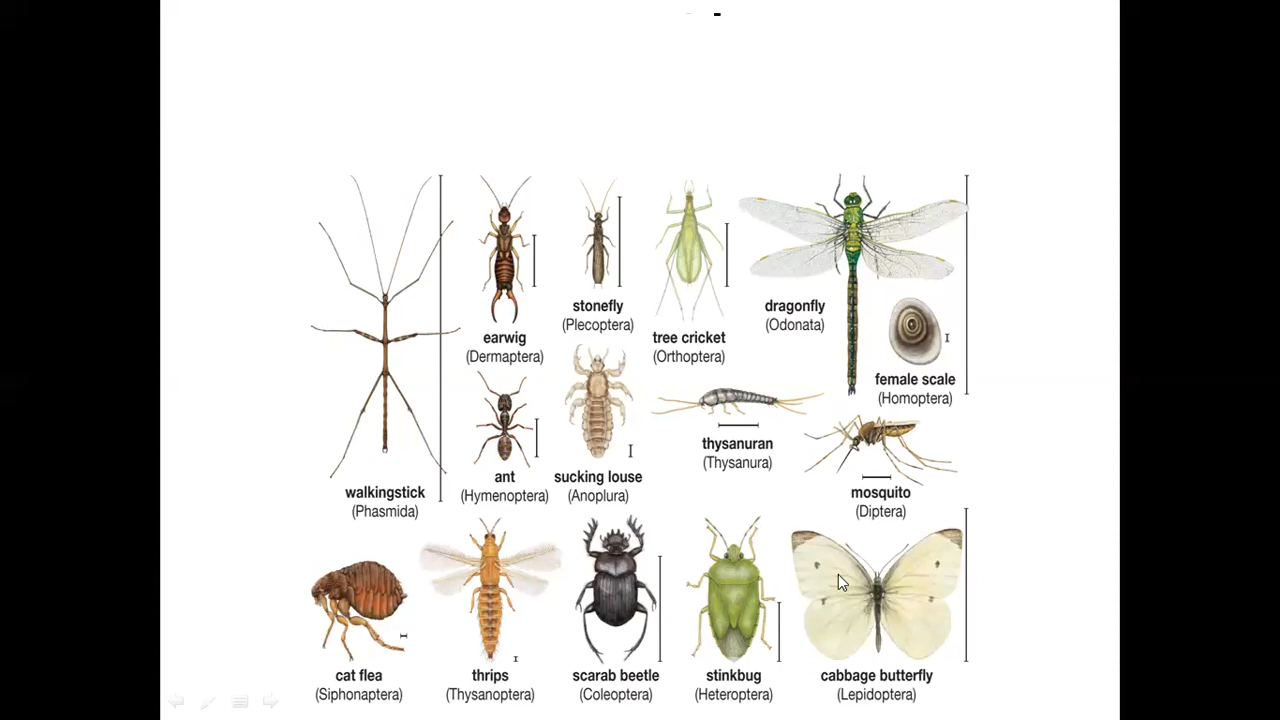 stonefly
(Plecoptera)
dragonfly
(Odonata)
earwig
(Dermaptera)
tree cricket
(Orthoptera)
female scale
(Homoptera)
thysanuran
(Thysanura)
ant
(Hymenoptera)
sucking louse
(Anoplura)
walkingstick
(Phasmida)
mosquito
(Diptera)
cat flea
(Siphonaptera)
thrips
(Thysanoptera)
scarab beetle
(Coleoptera)
stinkbug
(Heteroptera)
cabbage butterfly
(Lepidoptera)